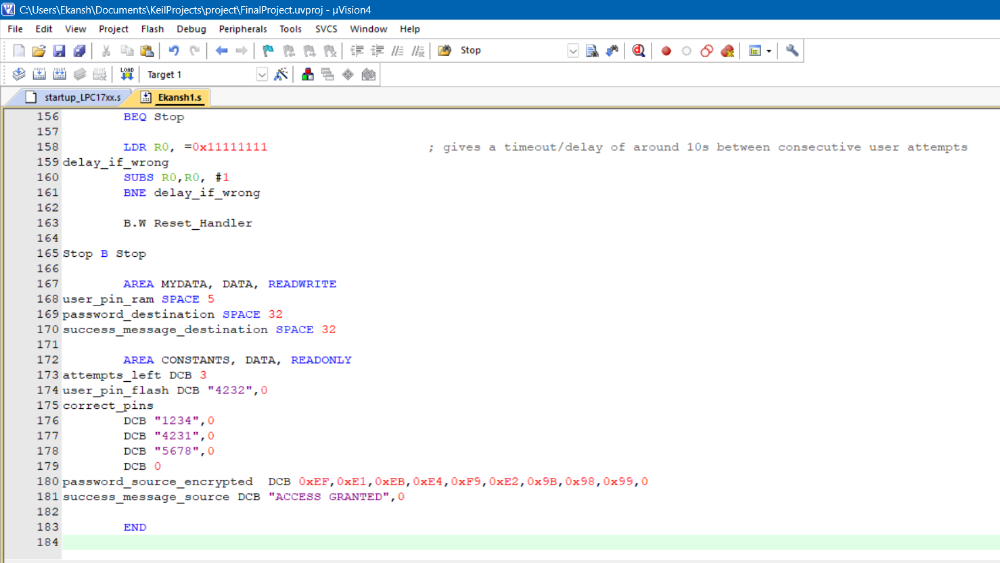 C:\Users\Ekansh\Documents\KeilProjects\project\FinalProject.uvproj - µVision4
File Edit View Project Flash Debug Peripherals Tools SVCS Window Help
Stop
LOAD Target 1
startup_LPC17xx.s Ekansh1.s
156 BEQ Stop
157
158 LDR R0, =0x11111111 ; gives a timeout/delay of around 10s between consecutive user attempts
159 delay_if_wrong
160 SUBS R0,R0, #1
161 BNE delay_if_wrong
162
163 B.W Reset_Handler
164
165 Stop B Stop
166
167 AREA MYDATA, DATA, READWRITE
168 user_pin_ram SPACE 5
169 password_destination SPACE 32
170 success_message_destination SPACE 32
171
172 AREA CONSTANTS, DATA, READONLY
173 attempts_left DCB 3
174 user_pin_flash DCB "4232",0
175 correct_pins
176 DCB "1234",0
177 DCB "4231",0
178 DCB "5678",0
179 DCB 0
180 password_source_encrypted DCB 0xEF,0xE1,0xEB,0xE4,0xF9,0xE2,0x9B,0x98,0x99,0
181 success_message_source DCB "ACCESS GRANTED",0
182
183 END
184